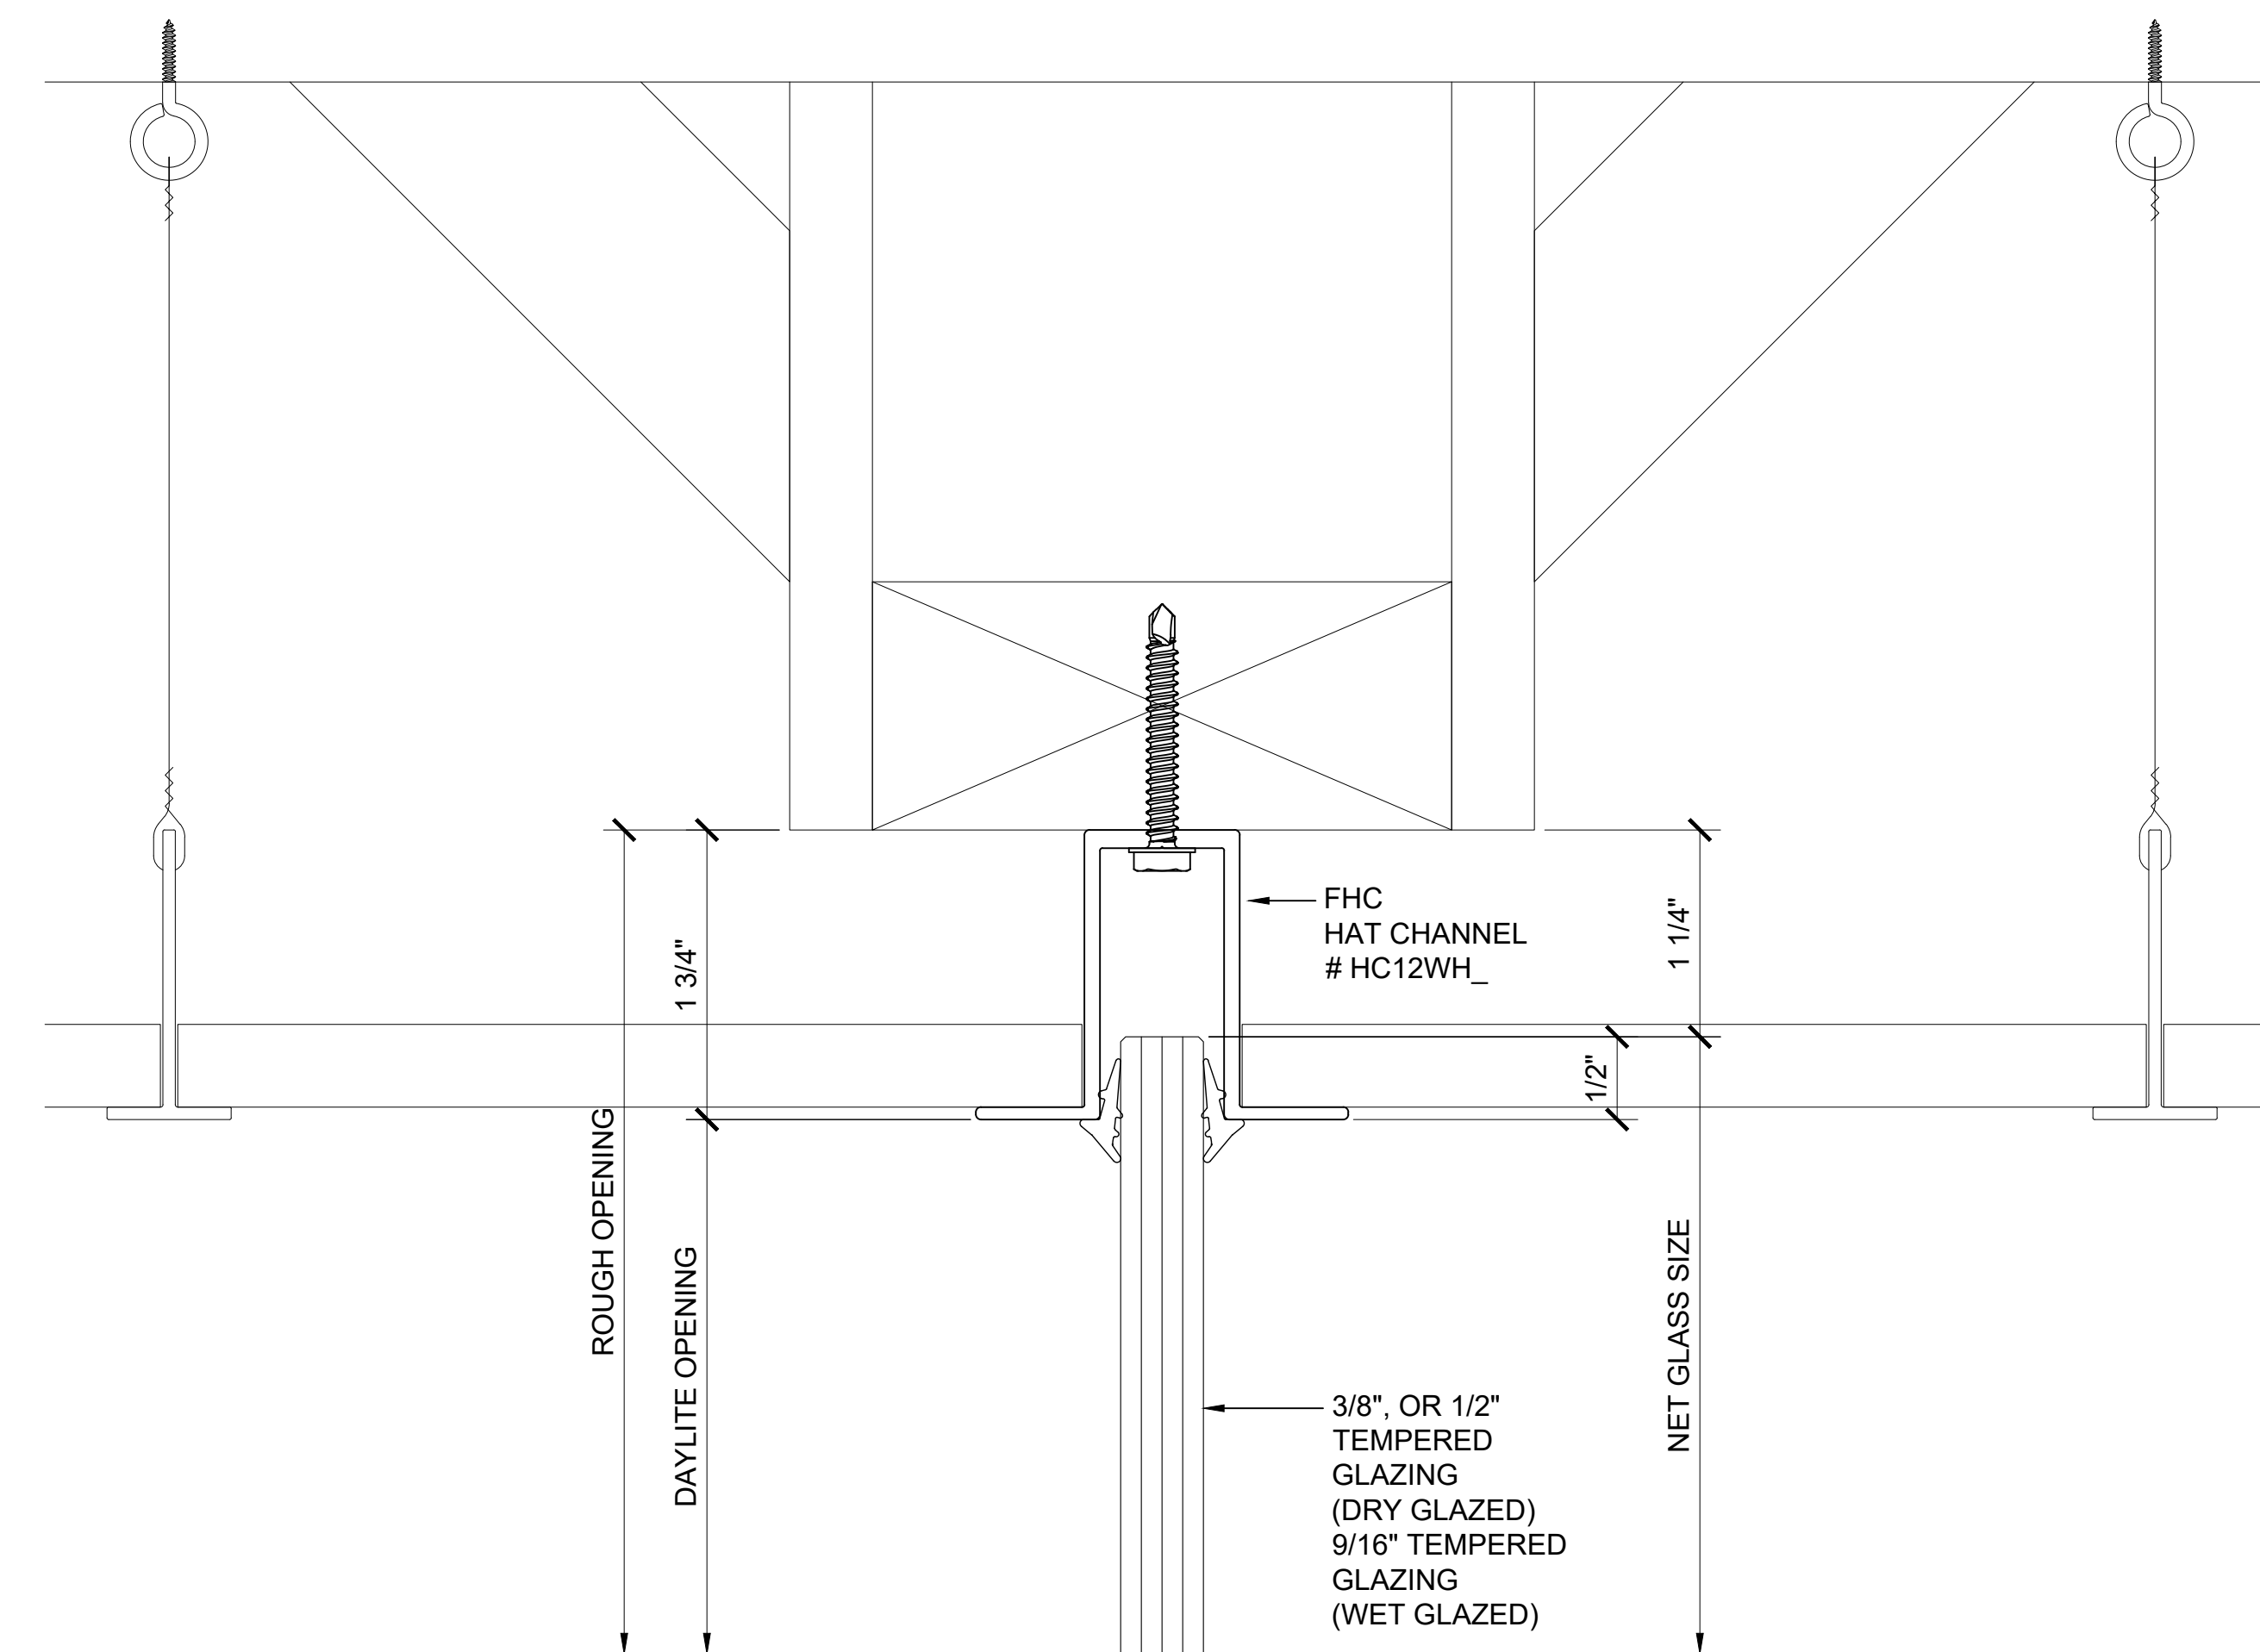 FHC
HAT CHANNEL
# HC12WH_
1 3/4"
1 1/4"
1/2"
ROUGH OPENING
DAYLITE OPENING
NET GLASS SIZE
3/8", OR 1/2"
TEMPERED
GLAZING
(DRY GLAZED)
9/16" TEMPERED
GLAZING
(WET GLAZED)